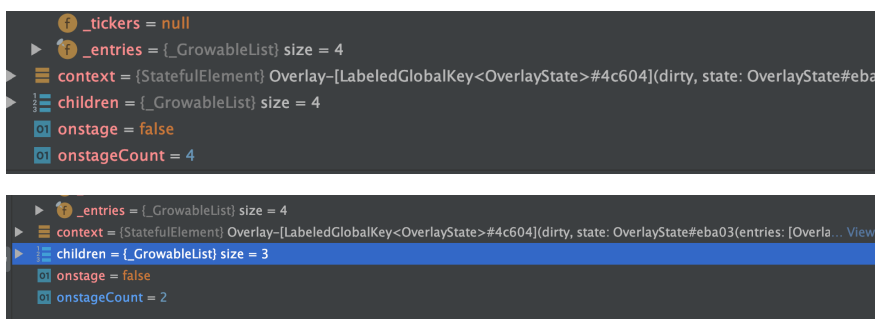 _tickers = null
_entries = {_GrowableList} size = 4
context = {StatefulElement} Overlay-[LabeledGlobalKey<OverlayState>#4c604](dirty, state: OverlayState#eba
children = {_GrowableList} size = 4
onstage = false
onstageCount = 4
_entries = {_GrowableList} size = 4
context = {StatefulElement} Overlay-[LabeledGlobalKey<OverlayState>#4c604](dirty, state: OverlayState#eba03(entries: [Overla... View
children = {_GrowableList} size = 3
onstage = false
onstageCount = 2